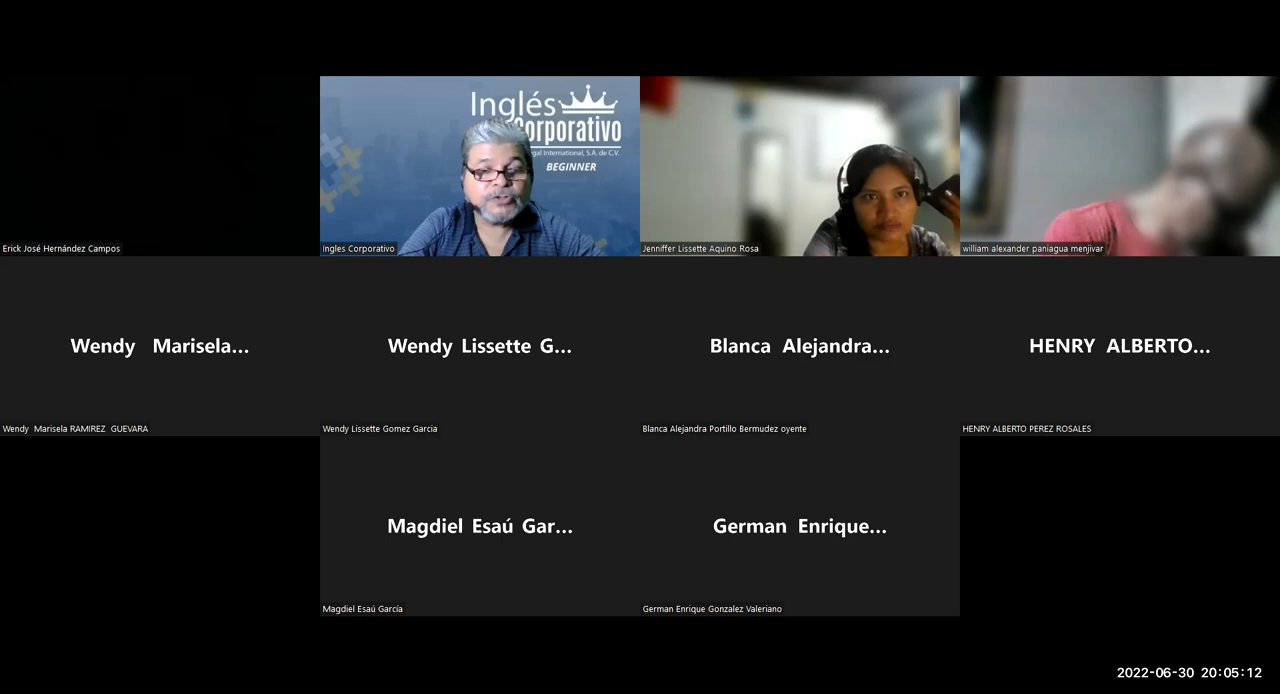 Inglés
Corporativo
egal International, S.A. de C.V.
BEGINNER
Erick José Hernández Campos
Ingles Corporativo
Jenniffer Lissette Aquino Rosa
william alexander paniagua menjivar
Wendy Marisela...
Wendy Lissette G...
Blanca Alejandra...
HENRY ALBERTO...
Wendy Marisela RAMIREZ GUEVARA
Wendy Lissette Gomez Garcia
Blanca Alejandra Portillo Bermudez oyente
HENRY ALBERTO PEREZ ROSALES
Magdiel Esaú Gar...
German Enrique...
Magdiel Esaú García
German Enrique Gonzalez Valeriano
2022-06-30 20:05:12